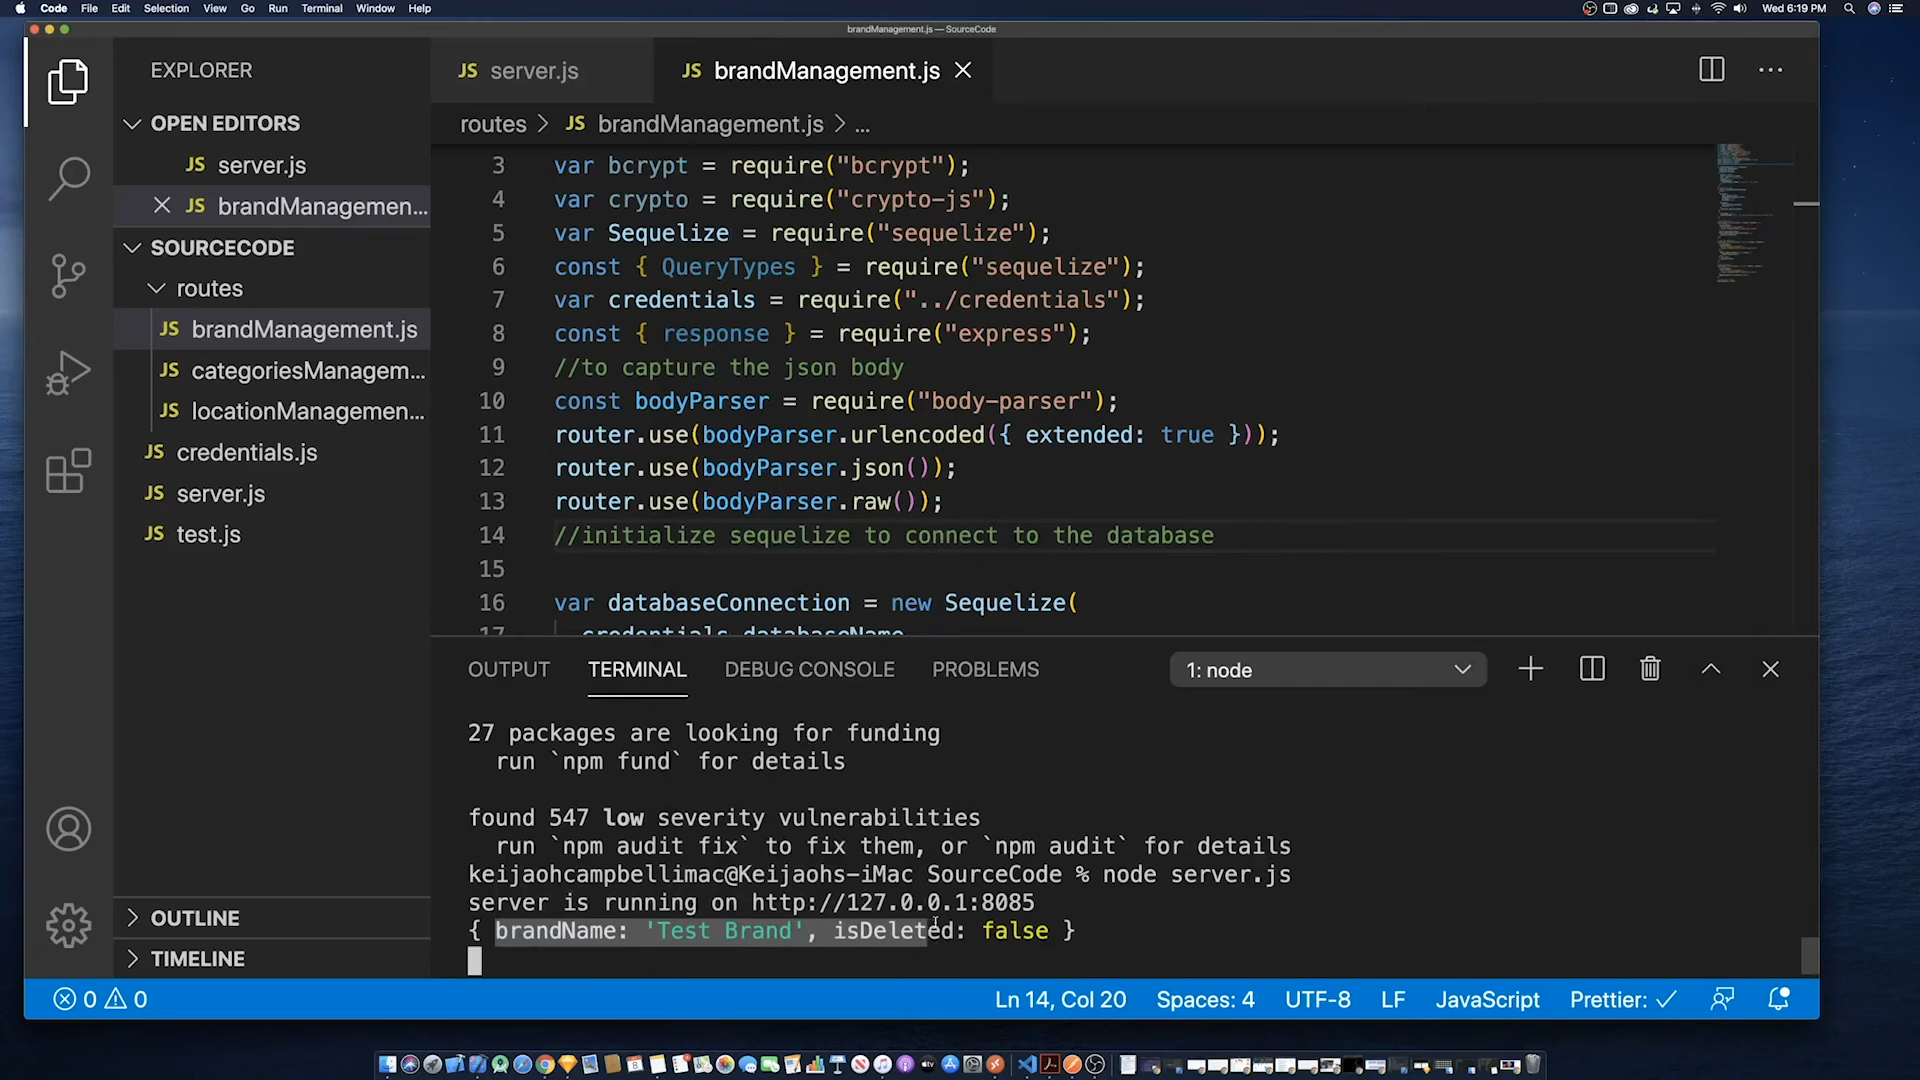 Code File Edit Selection View Go Run Terminal Window Help
Wed 6:19 PM
brandManagement.js — SourceCode
EXPLORER
JS server.js
JS brandManagement.js
OPEN EDITORS
routes > JS brandManagement.js > ...
JS server.js
JS brandManagemen...
SOURCECODE
routes
JS brandManagement.js
JS categoriesManagem...
JS locationManagemen...
JS credentials.js
JS server.js
JS test.js
OUTLINE
TIMELINE
3 var bcrypt = require("bcrypt");
4 var crypto = require("crypto-js");
5 var Sequelize = require("sequelize");
6 const { QueryTypes } = require("sequelize");
7 var credentials = require("../credentials");
8 const { response } = require("express");
9 //to capture the json body
10 const bodyParser = require("body-parser");
11 router.use(bodyParser.urlencoded({ extended: true }));
12 router.use(bodyParser.json());
13 router.use(bodyParser.raw());
14 //initialize sequelize to connect to the database
15
16 var databaseConnection = new Sequelize(
17 credentials.databaseName
OUTPUT TERMINAL DEBUG CONSOLE PROBLEMS
1: node
27 packages are looking for funding
run `npm fund` for details
found 547 low severity vulnerabilities
run `npm audit fix` to fix them, or `npm audit` for details
keijaohcampbellimac@Keijaohs-iMac SourceCode % node server.js
server is running on http://127.0.0.1:8085
{ brandName: 'Test Brand', isDeleted: false }
0 0
Ln 14, Col 20 Spaces: 4 UTF-8 LF JavaScript Prettier: ✓